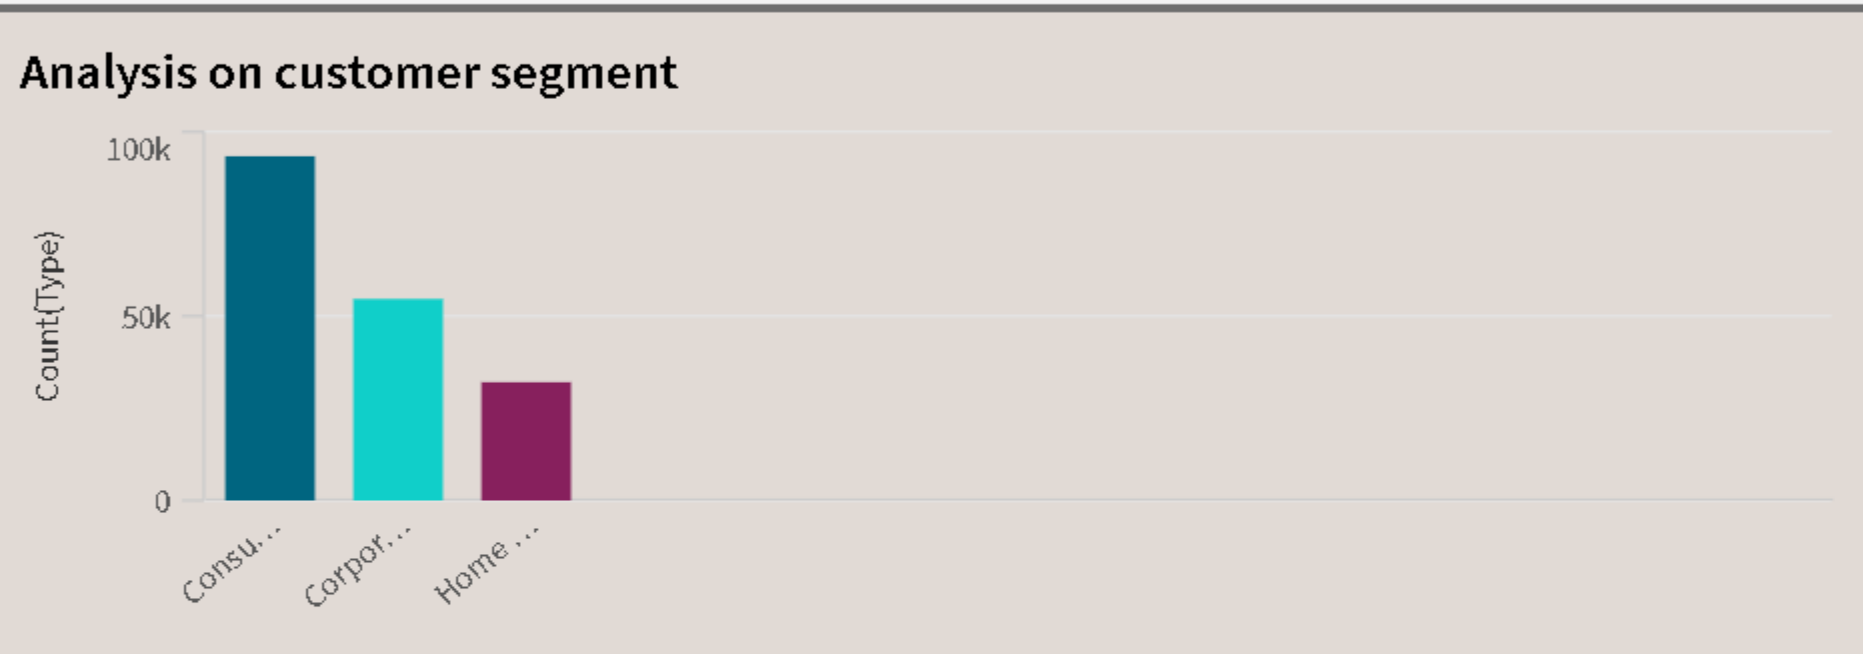 Analysis on customer segment
100k
50k
0
Count(Type)
Consu...
Corpor...
Home ...